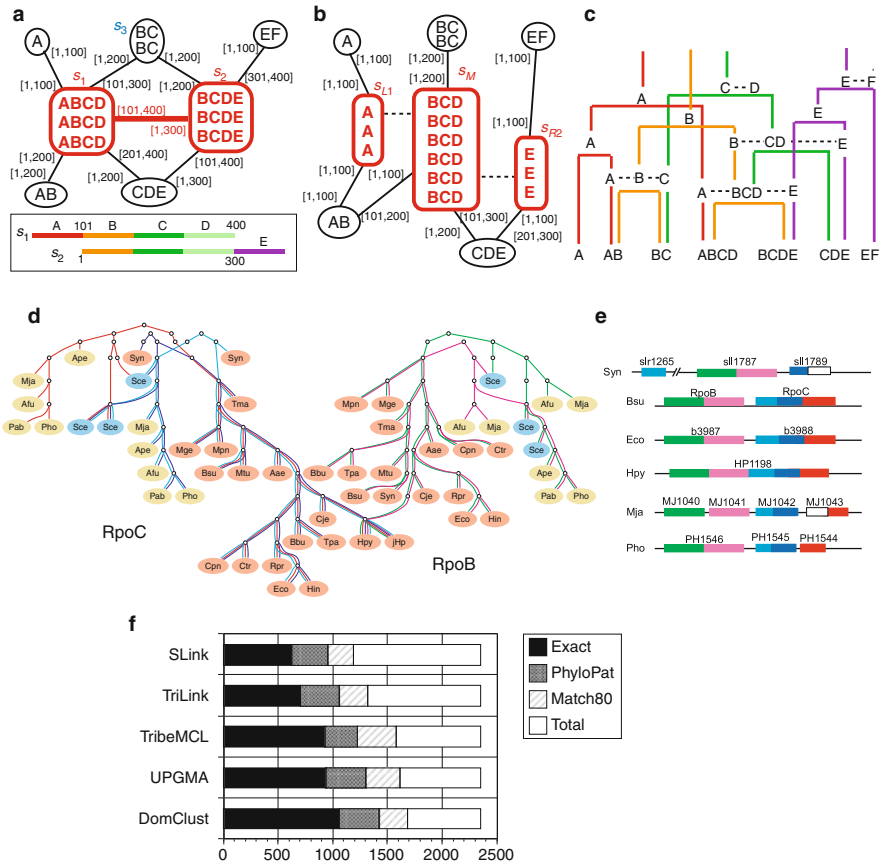 a
A
s3
BC
BC
EF
[1,100]
[1,200]
[1,200]
[1,100]
[1,100]
s1
[101,300]
[1,200]
s2
[301,400]
ABCD
ABCD
ABCD
[101,400]
[1,300]
BCDE
BCDE
BCDE
[1,200]
[1,200]
[201,400]
[101,400]
[1,200]
[1,300]
AB
CDE
A 101 B C D 400
s1
E
s2
1 300
b
A
BC
BC
EF
[1,100]
[1,200]
[1,100]
sL1
[1,200]
sM
[1,100]
sR2
A
A
A
BCD
BCD
BCD
BCD
BCD
BCD
E
E
E
[1,100]
[1,100]
[1,100]
[101,200]
[101,300]
[1,100]
[1,200]
[201,300]
AB
CDE
c
C D
E F
A
B
E
A
B CD E
A B C
A BCD E
A AB BC ABCD BCDE CDE EF
d
Ape Syn Syn
Mja Sce
Afu Tma
Pab Pho Sce Sce Mja
Ape Mge Mpn
Afu Bsu Mtu Aae
Pab Pho
Cje
Bbu Tpa Hpy jHp
Cpn Ctr Rpr
Eco Hin
RpoC
Sce
Mpn Mge Afu Mja
Tma Afu Mja Sce
Aae Cpn Ctr Sce
Bbu Tpa Mtu Ape
Bsu Syn Cje Rpr Pab Pho
Eco Hin
RpoB
e
slr1265 sll1787 sll1789
Syn
RpoB RpoC
Bsu
b3987 b3988
Eco
HP1198
Hpy
MJ1040 MJ1041 MJ1042 MJ1043
Mja
PH1546 PH1545 PH1544
Pho
f
SLink
TriLink
TribeMCL
UPGMA
DomClust
0 500 1000 1500 2000 2500
Exact
PhyloPat
Match80
Total